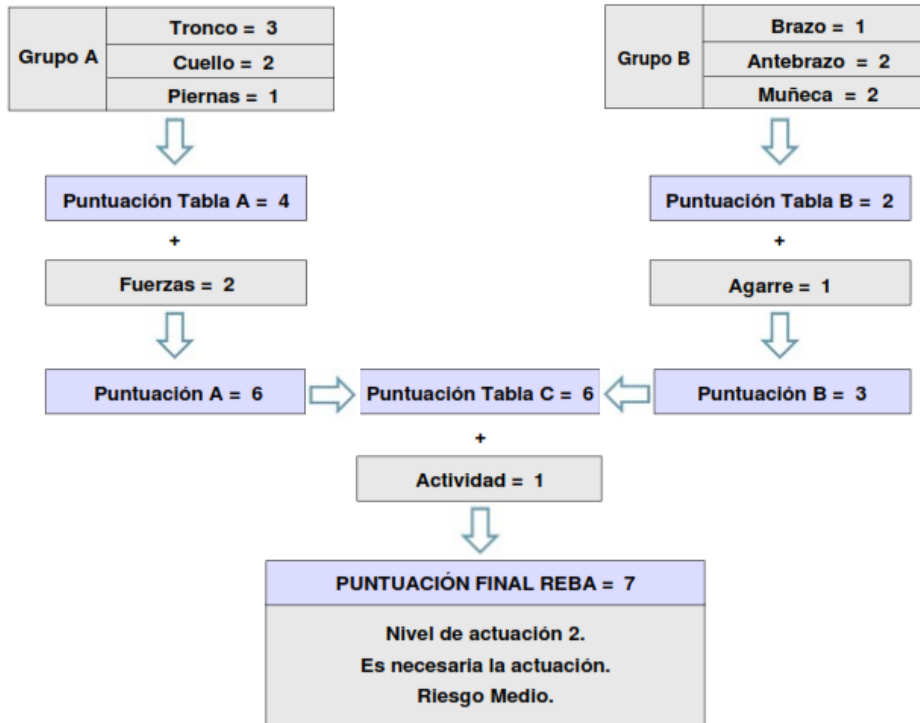 Grupo A
Tronco = 3
Cuello = 2
Piernas = 1
Grupo B
Brazo = 1
Antebrazo = 2
Muñeca = 2
Puntuación Tabla A = 4
Puntuación Tabla B = 2
+
+
Fuerzas = 2
Agarre = 1
Puntuación A = 6
Puntuación Tabla C = 6
Puntuación B = 3
+
Actividad = 1
PUNTUACIÓN FINAL REBA = 7
Nivel de actuación 2.
Es necesaria la actuación.
Riesgo Medio.